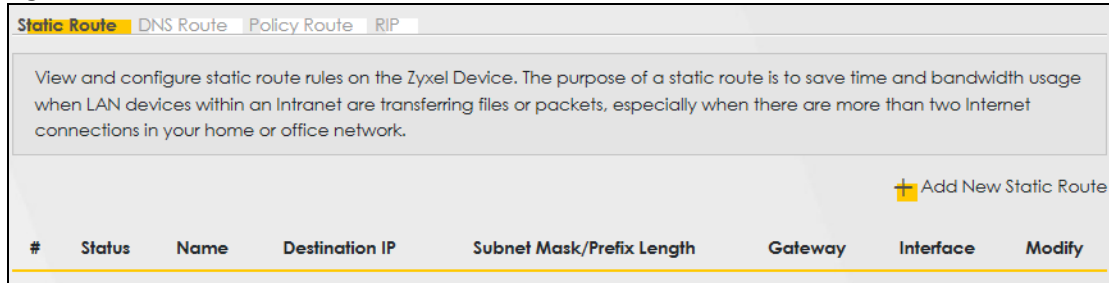 Static Route DNS Route Policy Route RIP
View and configure static route rules on the Zyxel Device. The purpose of a static route is to save time and bandwidth usage
when LAN devices within an Intranet are transferring files or packets, especially when there are more than two Internet
connections in your home or office network.
+ Add New Static Route
# Status Name Destination IP Subnet Mask/Prefix Length Gateway Interface Modify